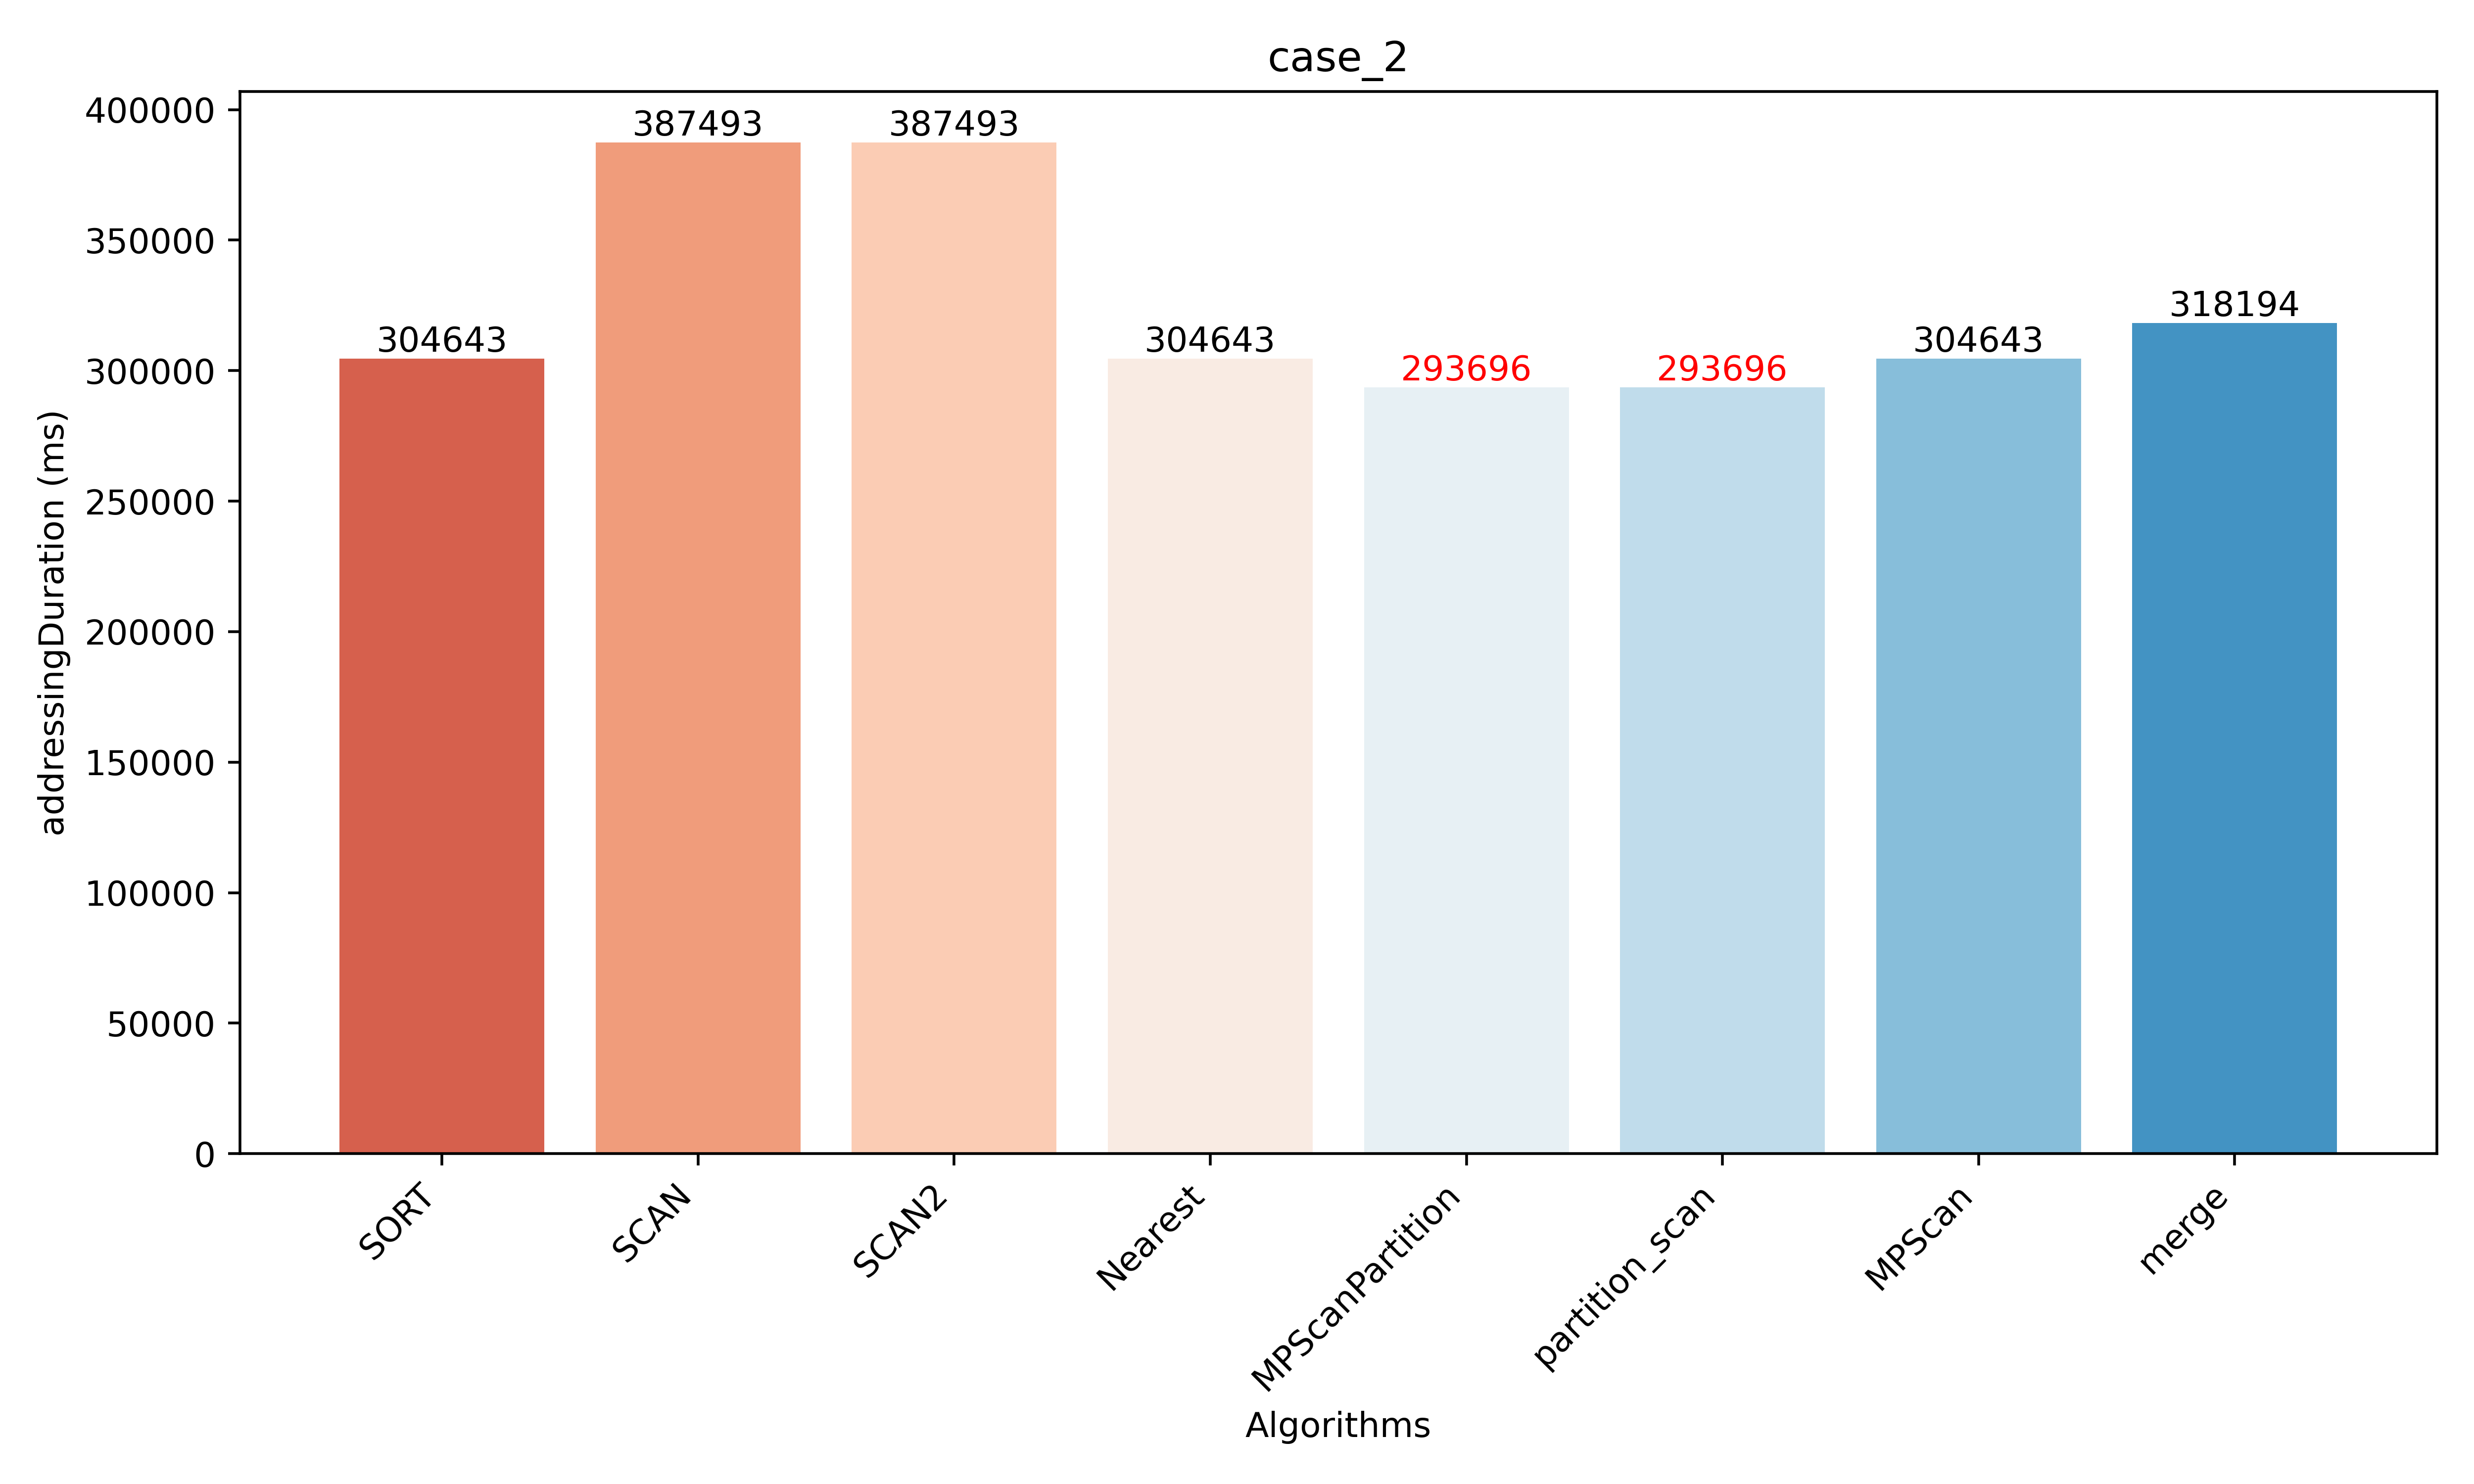 case_2
addressingDuration (ms)
400000
350000
300000
250000
200000
150000
100000
50000
0
304643
387493
387493
304643
293696
293696
304643
318194
SORT
SCAN
SCAN2
Nearest
MPScanPartition
partition_scan
MPScan
merge
Algorithms